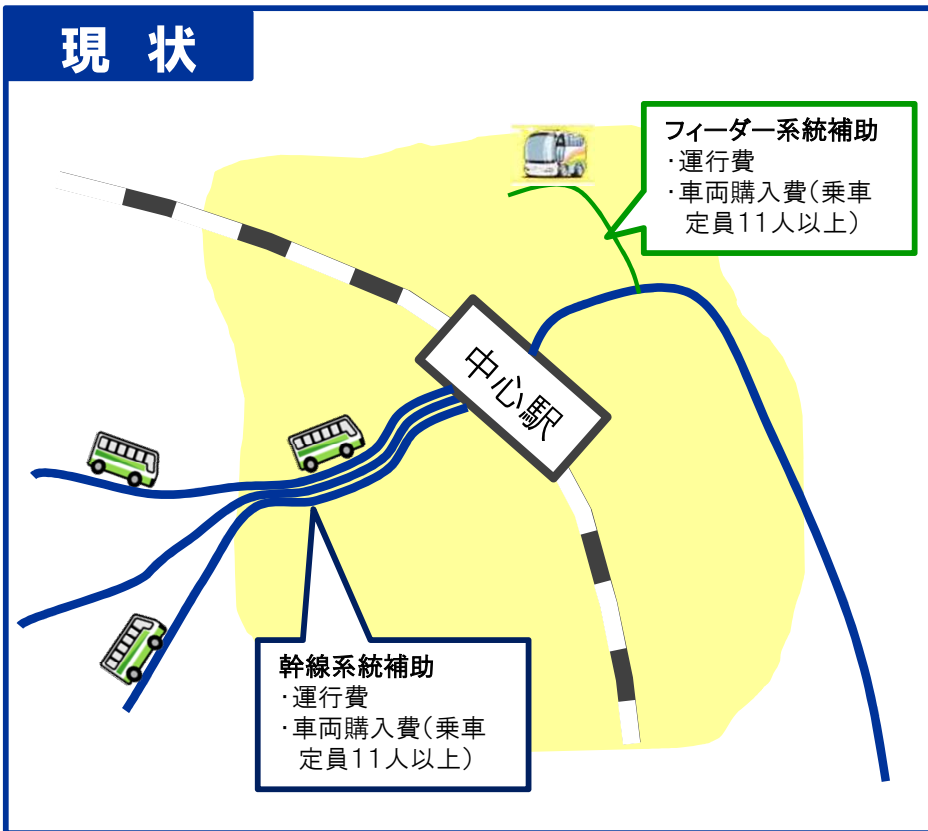 現 状
フィーダー系統補助
・運行費
・車両購入費(乗車
定員11人以上)
中心駅
幹線系統補助
・運行費
・車両購入費(乗車
定員11人以上)